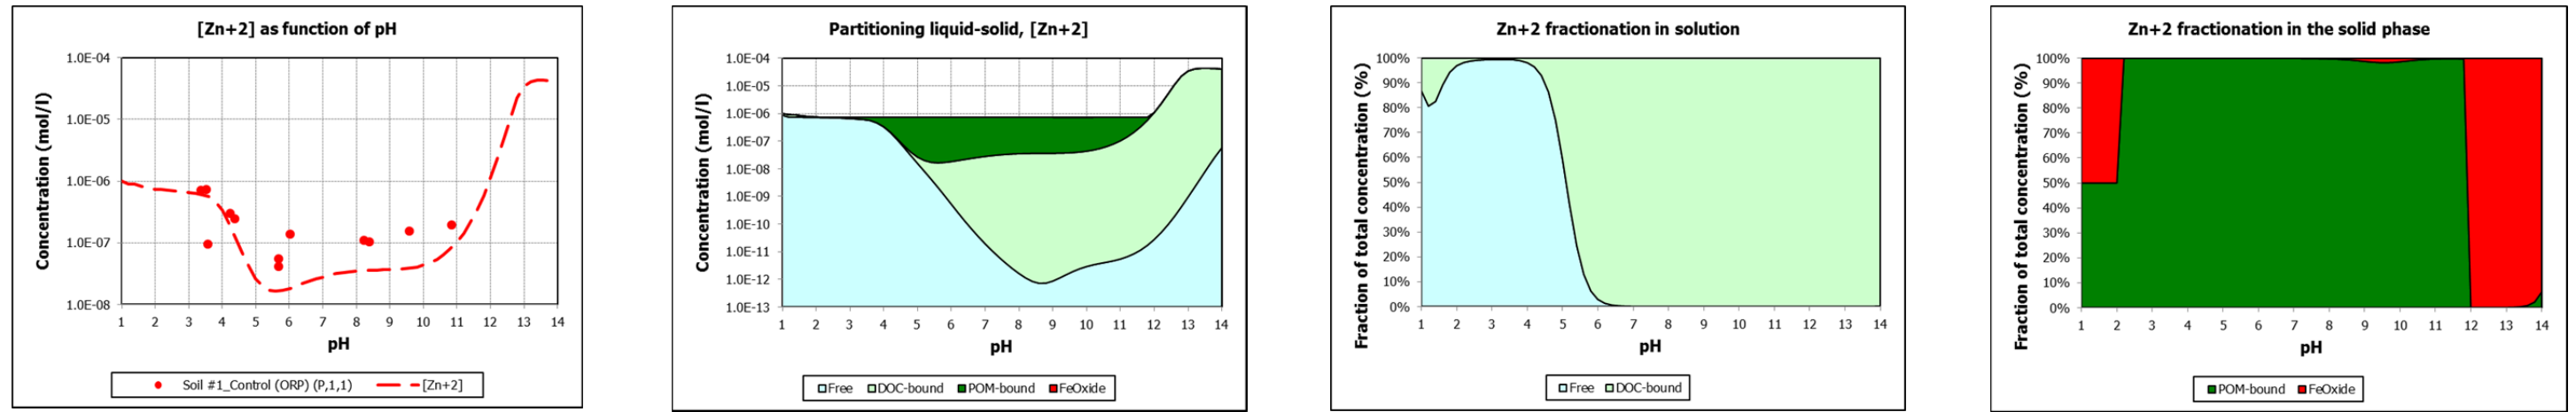 [Zn+2] as function of pH
Concentration (mol/l)
1.0E-04
1.0E-05
1.0E-06
1.0E-07
1.0E-08
1 2 3 4 5 6 7 8 9 10 11 12 13 14
pH
Soil #1_Control (ORP) (P,1,1) [Zn+2]
Partitioning liquid-solid, [Zn+2]
Concentration (mol/l)
1.0E-04
1.0E-05
1.0E-06
1.0E-07
1.0E-08
1.0E-09
1.0E-10
1.0E-11
1.0E-12
1.0E-13
1 2 3 4 5 6 7 8 9 10 11 12 13 14
pH
Free DOC-bound POM-bound FeOxide
Zn+2 fractionation in solution
Fraction of total concentration (%)
100%
90%
80%
70%
60%
50%
40%
30%
20%
10%
0%
1 2 3 4 5 6 7 8 9 10 11 12 13 14
pH
Free DOC-bound
Zn+2 fractionation in the solid phase
Fraction of total concentration (%)
100%
90%
80%
70%
60%
50%
40%
30%
20%
10%
0%
1 2 3 4 5 6 7 8 9 10 11 12 13 14
pH
POM-bound FeOxide